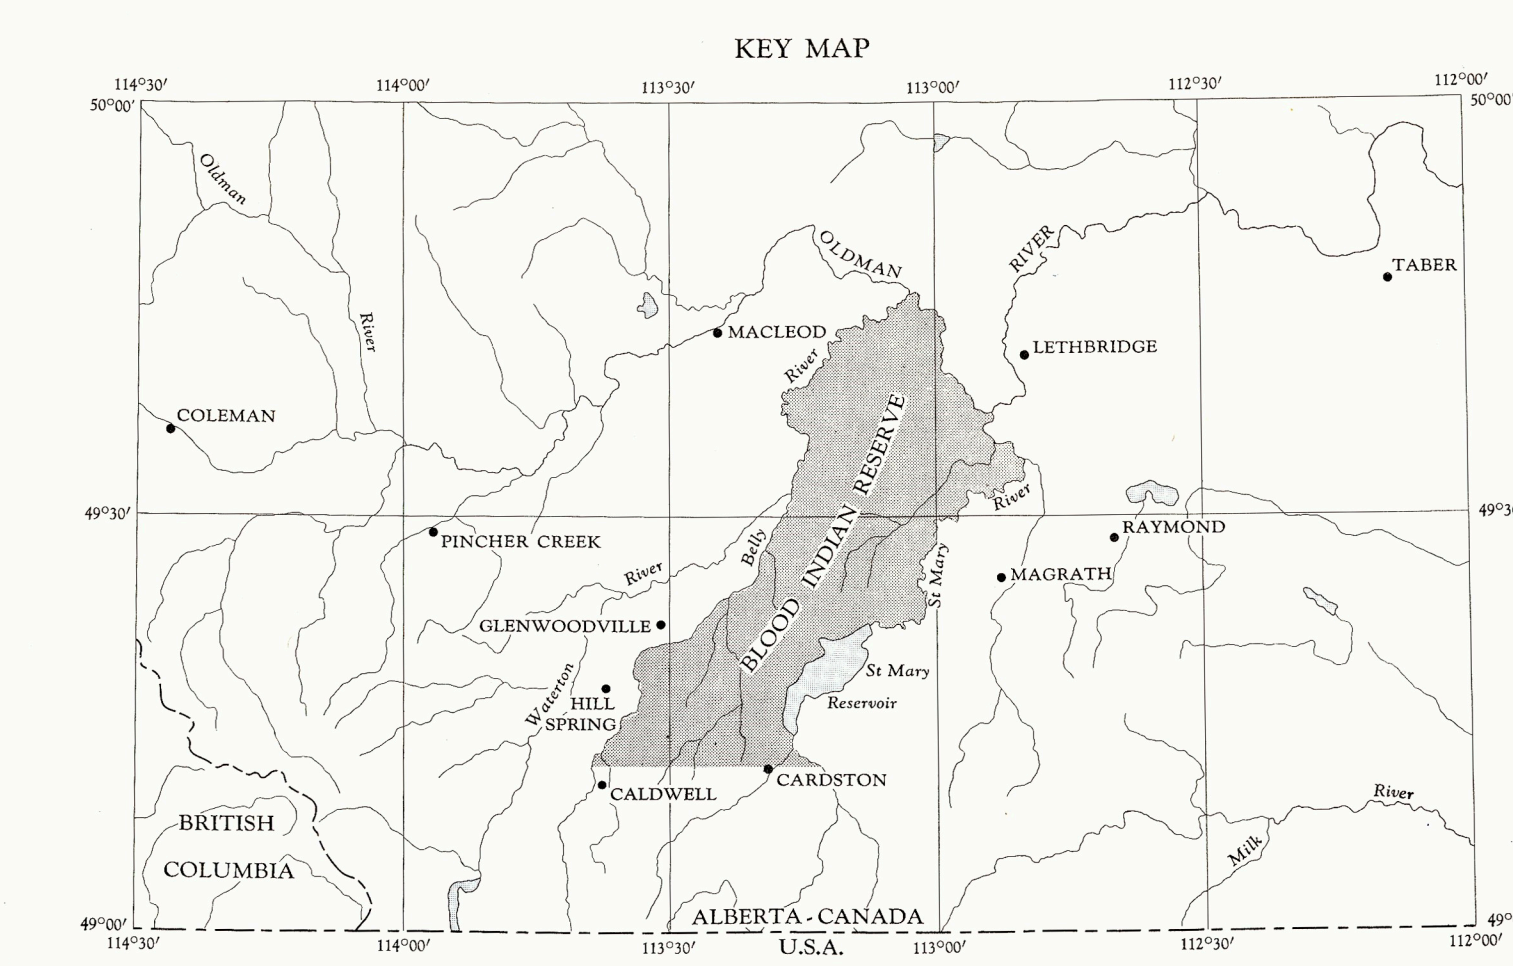 KEY MAP
114°30′
114°00′
113°30′
113°00′
112°30′
112°00′
50°00′
50°00′
Oldman
River
OLDMAN
RIVER
TABER
MACLEOD
LETHBRIDGE
River
COLEMAN
BLOOD INDIAN RESERVE
River
49°30′
49°3
PINCHER CREEK
RAYMOND
Belly
River
St Mary
MAGRATH
GLENWOODVILLE
Waterton
HILL
SPRING
St Mary
Reservoir
CALDWELL
CARDSTON
River
Milk
BRITISH
COLUMBIA
ALBERTA - CANADA
49°00′
49°
114°30′
114°00′
113°30′
U.S.A.
113°00′
112°30′
112°00′